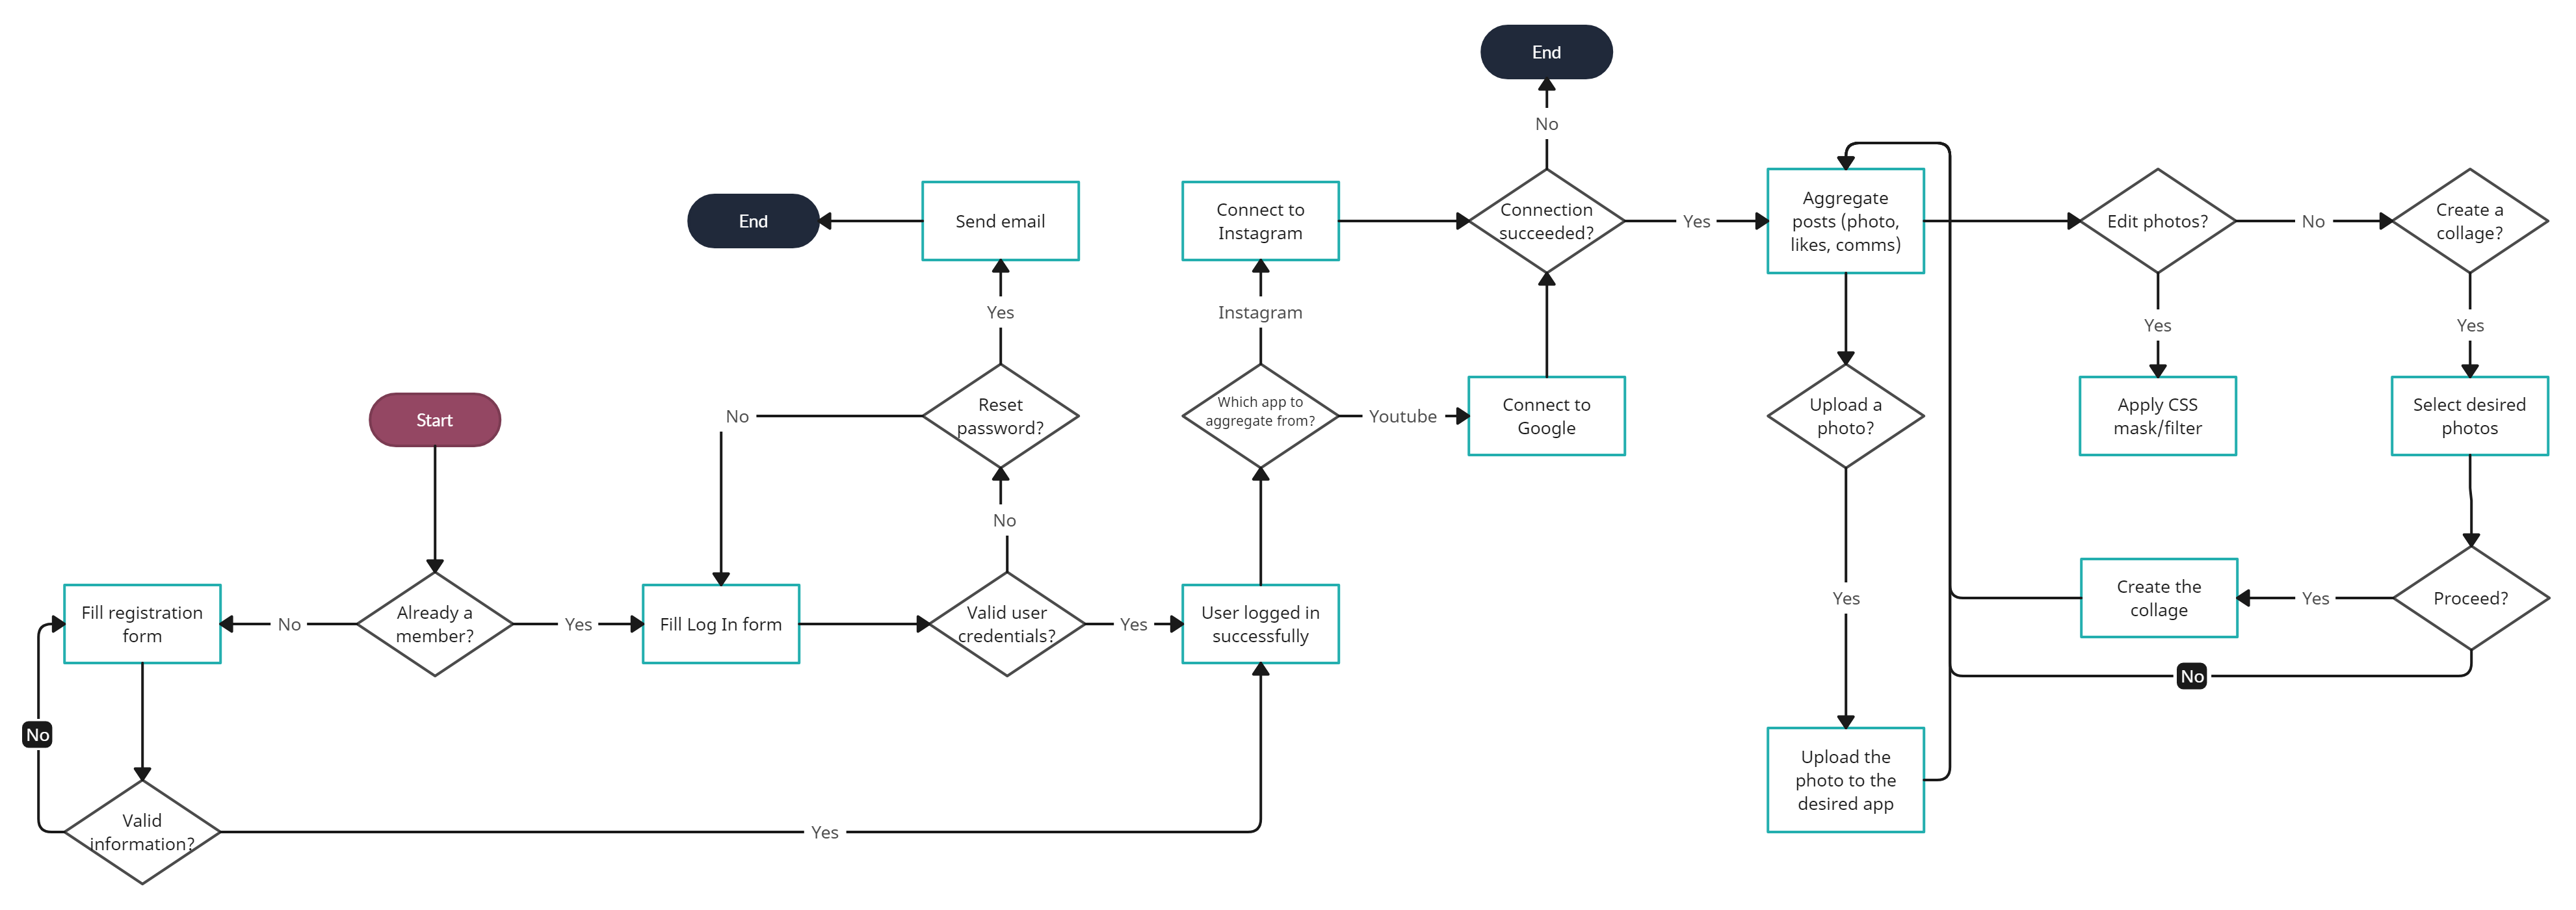 End
No
End
Send email
Connect to
Instagram
Connection
succeeded?
Yes
Aggregate
posts (photo,
likes, comms)
Edit photos?
No
Create a
collage?
Yes
Instagram
Yes
Yes
Start
No
Reset
password?
Which app to
aggregate from?
Youtube
Connect to
Google
Upload a
photo?
Apply CSS
mask/filter
Select desired
photos
No
Fill registration
form
No
Already a
member?
Yes
Fill Log In form
Valid user
credentials?
Yes
User logged in
successfully
Yes
Create the
collage
Yes
Proceed?
No
No
Upload the
photo to the
desired app
Valid
information?
Yes